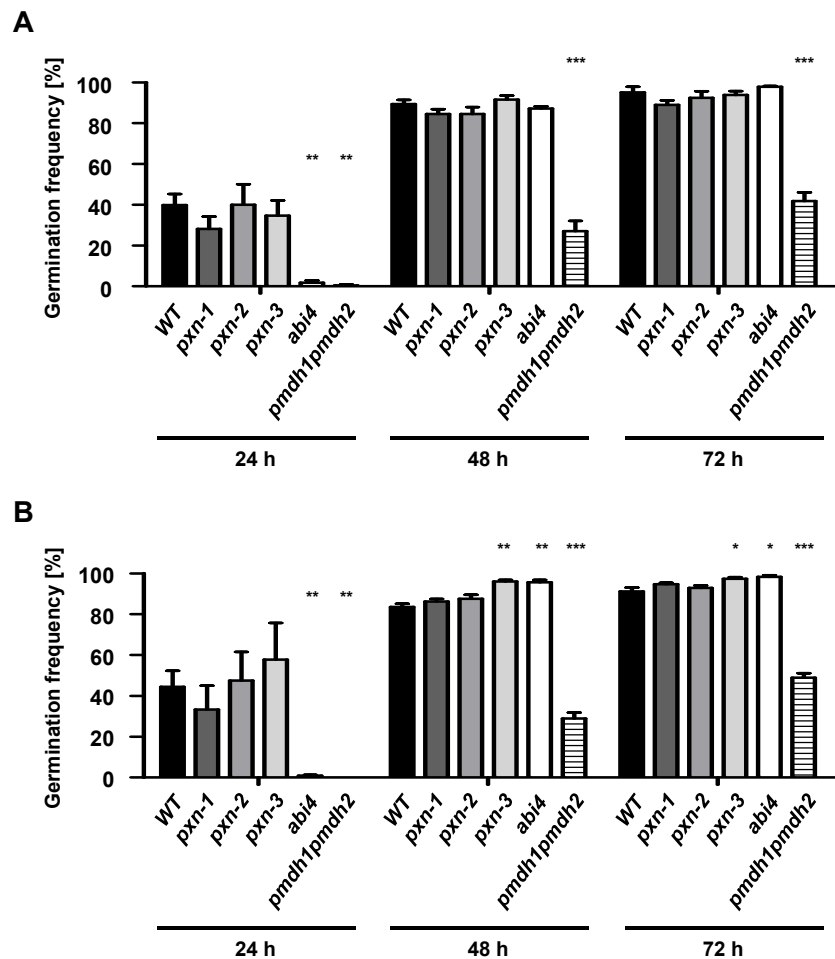 A
Germination frequency [%]
100
80
60
40
20
0
** ** *** ***
WT pxn-1 pxn-2 pxn-3 abi4 pmdh1pmdh2 WT pxn-1 pxn-2 pxn-3 abi4 pmdh1pmdh2 WT pxn-1 pxn-2 pxn-3 abi4 pmdh1pmdh2
24 h 48 h 72 h
B
Germination frequency [%]
100
80
60
40
20
0
** ** ** ** *** * * ***
WT pxn-1 pxn-2 pxn-3 abi4 pmdh1pmdh2 WT pxn-1 pxn-2 pxn-3 abi4 pmdh1pmdh2 WT pxn-1 pxn-2 pxn-3 abi4 pmdh1pmdh2
24 h 48 h 72 h